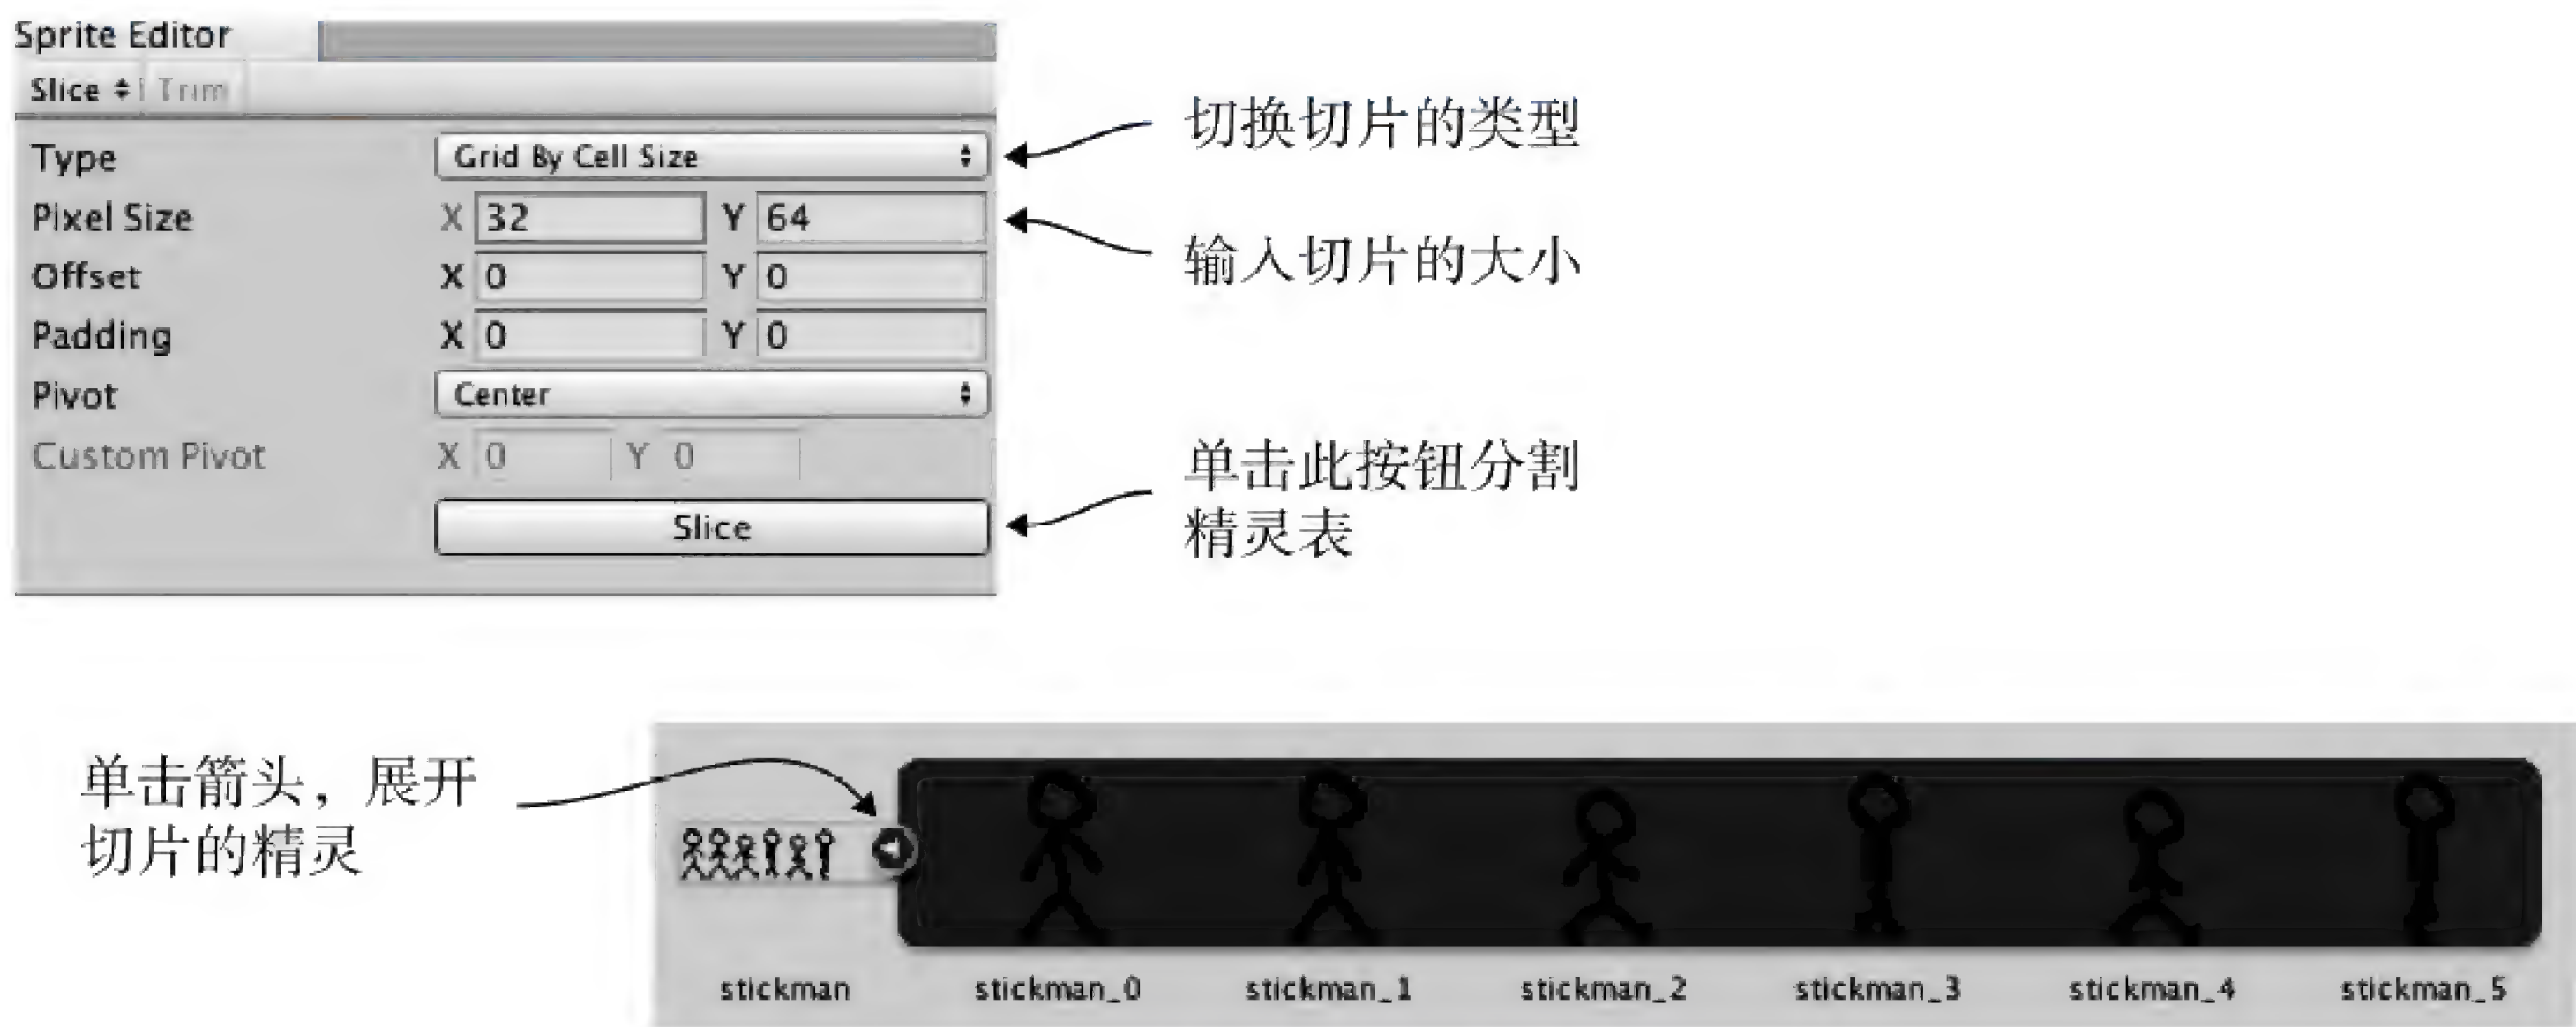 Sprite Editor
Slice Trim
Type Grid By Cell Size
切换切片的类型
Pixel Size X 32 Y 64
输入切片的大小
Offset X 0 Y 0
Padding X 0 Y 0
Pivot Center
Custom Pivot X 0 Y 0
Slice
单击此按钮分割
精灵表
单击箭头，展开
切片的精灵
stickman stickman_0 stickman_1 stickman_2 stickman_3 stickman_4 stickman_5